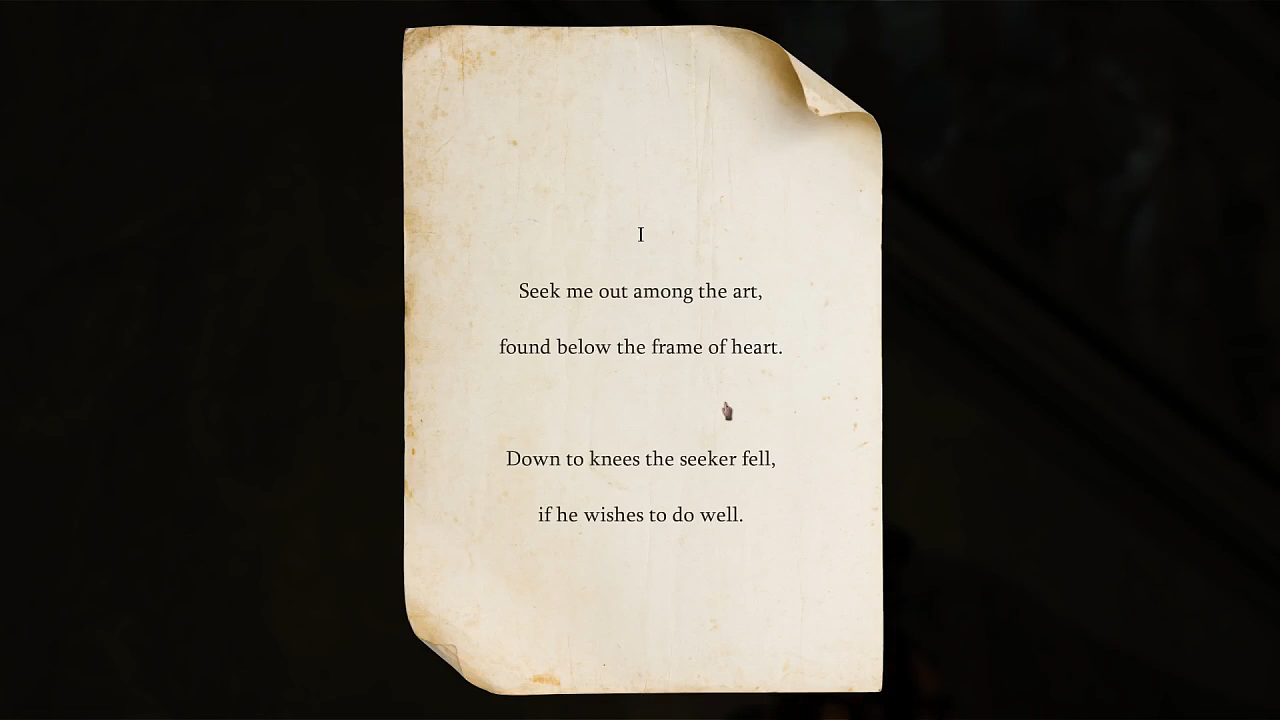 I
Seek me out among the art,
found below the frame of heart.
Down to knees the seeker fell,
if he wishes to do well.